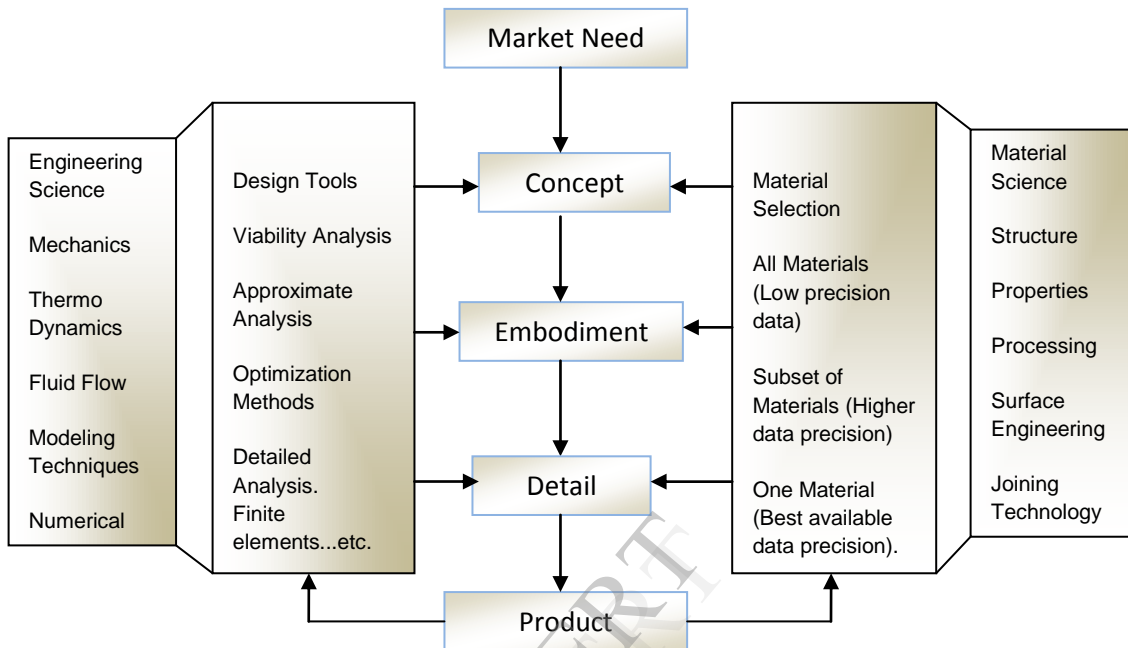 Market Need
Engineering
Science
Mechanics
Thermo
Dynamics
Fluid Flow
Modeling
Techniques
Numerical
Design Tools
Viability Analysis
Approximate
Analysis
Optimization
Methods
Detailed
Analysis.
Finite
elements...etc.
Concept
Embodiment
Detail
Product
Material
Selection
All Materials
(Low precision
data)
Subset of
Materials (Higher
data precision)
One Material
(Best available
data precision).
Material
Science
Structure
Properties
Processing
Surface
Engineering
Joining
Technology